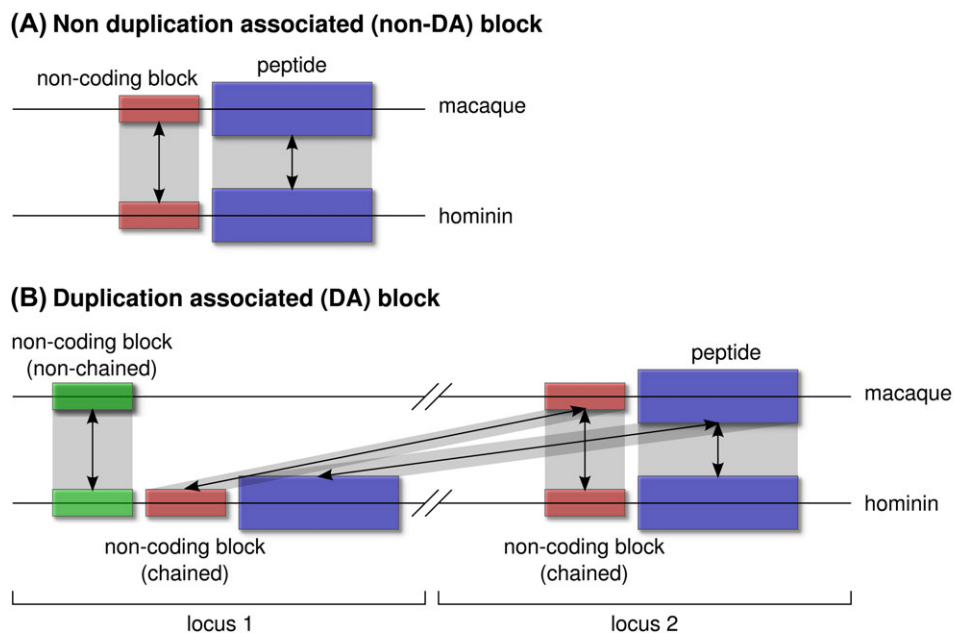 (A) Non duplication associated (non-DA) block
peptide
non-coding block
macaque
hominin
(B) Duplication associated (DA) block
non-coding block
(non-chained)
peptide
macaque
hominin
non-coding block
(chained)
non-coding block
(chained)
locus 1
locus 2